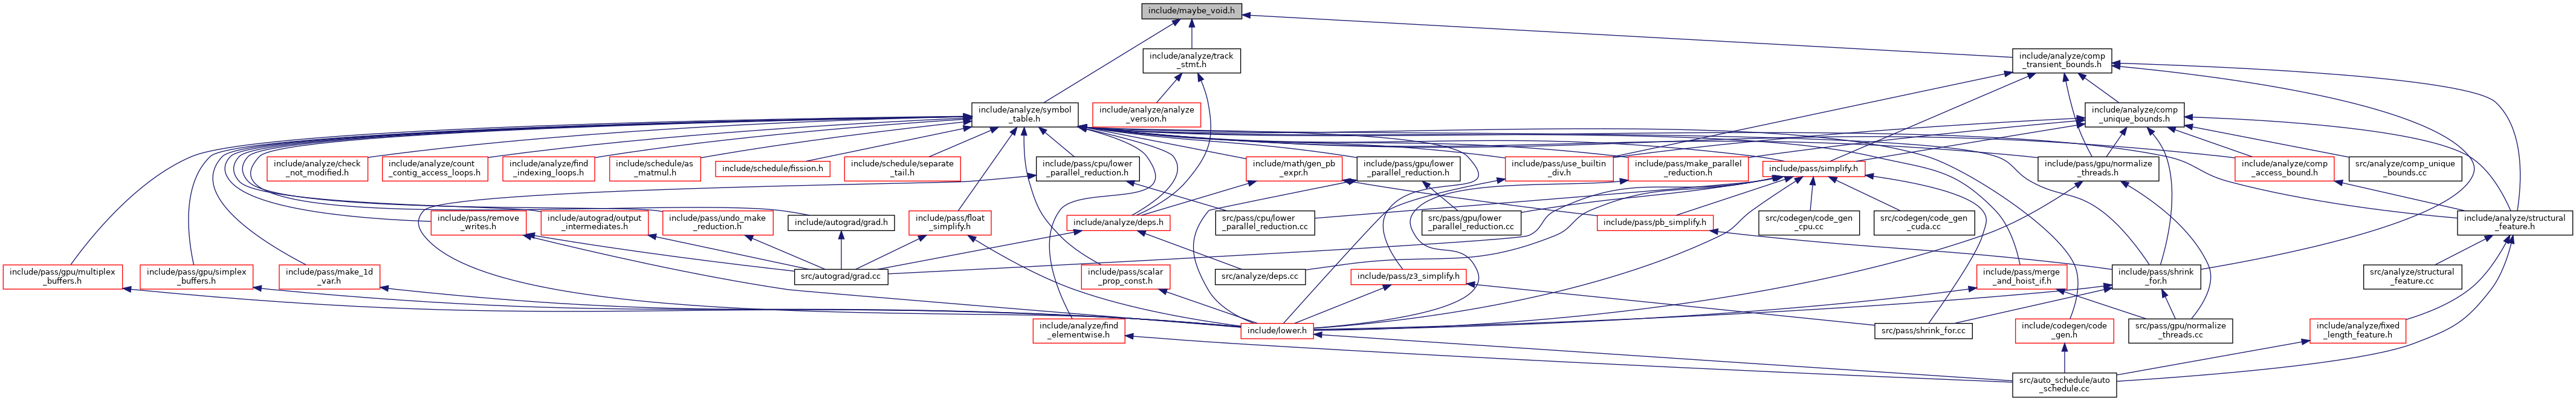 include/maybe_void.h
include/analyze/track
_stmt.h
include/analyze/comp
_transient_bounds.h
include/analyze/symbol
_table.h
include/analyze/analyze
_version.h
include/analyze/comp
_unique_bounds.h
include/analyze/check
_not_modified.h
include/analyze/count
_contig_access_loops.h
include/analyze/find
_indexing_loops.h
include/schedule/as
_matmul.h
include/schedule/fission.h
include/schedule/separate
_tail.h
include/pass/cpu/lower
_parallel_reduction.h
include/math/gen_pb
_expr.h
include/pass/gpu/lower
_parallel_reduction.h
include/pass/use_builtin
_div.h
include/pass/make_parallel
_reduction.h
include/pass/simplify.h
include/pass/gpu/normalize
_threads.h
include/analyze/comp
_access_bound.h
src/analyze/comp_unique
_bounds.cc
include/pass/remove
_writes.h
include/autograd/output
_intermediates.h
include/pass/undo_make
_reduction.h
include/autograd/grad.h
include/pass/float
_simplify.h
include/analyze/deps.h
src/pass/cpu/lower
_parallel_reduction.cc
src/pass/gpu/lower
_parallel_reduction.cc
include/pass/pb_simplify.h
src/codegen/code_gen
_cpu.cc
src/codegen/code_gen
_cuda.cc
include/analyze/structural
_feature.h
include/pass/gpu/multiplex
_buffers.h
include/pass/gpu/simplex
_buffers.h
include/pass/make_1d
_var.h
src/autograd/grad.cc
include/pass/scalar
_prop_const.h
src/analyze/deps.cc
include/pass/z3_simplify.h
include/pass/merge
_and_hoist_if.h
include/pass/shrink
_for.h
src/analyze/structural
_feature.cc
include/analyze/find
_elementwise.h
include/lower.h
src/pass/shrink_for.cc
include/codegen/code
_gen.h
src/pass/gpu/normalize
_threads.cc
include/analyze/fixed
_length_feature.h
src/auto_schedule/auto
_schedule.cc